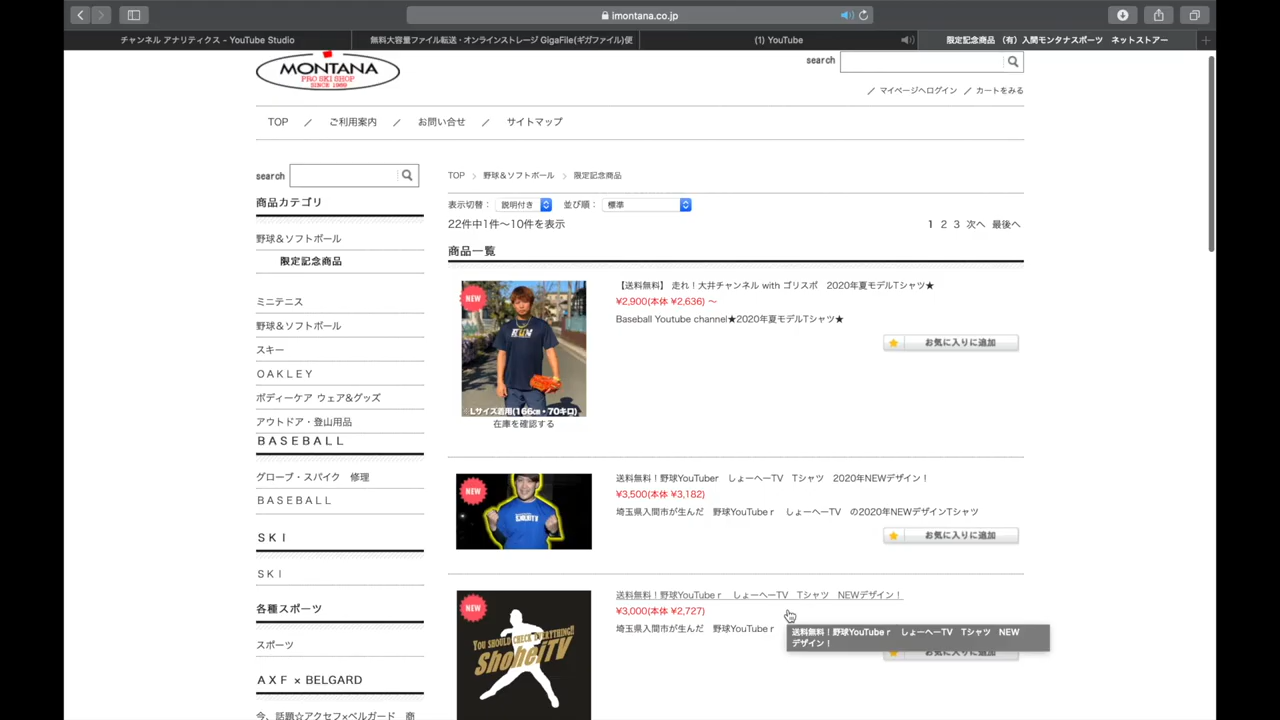 imontana.co.jp
チャンネル アナリティクス - YouTube Studio
無料大容量ファイル転送・オンラインストレージ GigaFile(ギガファイル)便
(1) YouTube
限定記念商品 （有）入間モンタナスポーツ ネットストアー
MONTANA
PRO SKI SHOP
SINCE 1989
search
／ マイページへログイン ／ カートをみる
TOP ／ ご利用案内 ／ お問い合せ ／ サイトマップ
search
商品カテゴリ
野球＆ソフトボール
限定記念商品
ミニテニス
野球＆ソフトボール
スキー
ＯＡＫＬＥＹ
ボディーケア ウェア&グッズ
アウトドア・登山用品
ＢＡＳＥＢＡＬＬ
グローブ・スパイク　修理
ＢＡＳＥＢＡＬＬ
ＳＫＩ
ＳＫＩ
各種スポーツ
スポーツ
ＡＸＦ × BELGARD
今、話題☆アクセフ×ベルガード　商
TOP > 野球＆ソフトボール > 限定記念商品
表示切替： 説明付き 並び順： 標準
22件中1件〜10件を表示
1 2 3 次へ 最後へ
商品一覧
NEW
RUN
Lサイズ着用(166㎝・70キロ)
在庫を確認する
【送料無料】 走れ！大井チャンネル with ゴリスポ　2020年夏モデルTシャツ★
¥2,900(本体 ¥2,636) 〜
Baseball Youtube channel★2020年夏モデルTシャツ★
お気に入りに追加
NEW
SHOHEITV
送料無料！野球YouTuber　しょーへーTV　Tシャツ　2020年NEWデザイン！
¥3,500(本体 ¥3,182)
埼玉県入間市が生んだ　野球YouTubeｒ　しょーへーTV　の2020年NEWデザインTシャツ
お気に入りに追加
NEW
YOU SHOULD CHECK EVERYTHING!!
ShoheiTV
送料無料！野球YouTubeｒ　しょーへーTV　Tシャツ　NEWデザイン！
¥3,000(本体 ¥2,727)
埼玉県入間市が生んだ　野球YouTubeｒ
送料無料！野球YouTubeｒ　しょーへーTV　Tシャツ　NEW
デザイン！
お気に入りに追加